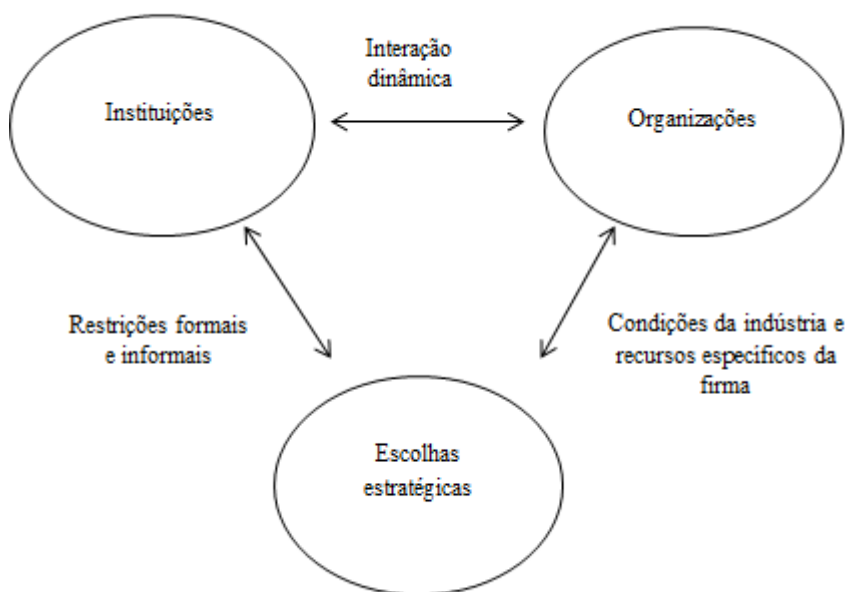 Interação
dinâmica
Instituições
Organizações
Restrições formais
e informais
Condições da indústria e
recursos específicos da
firma
Escolhas
estratégicas